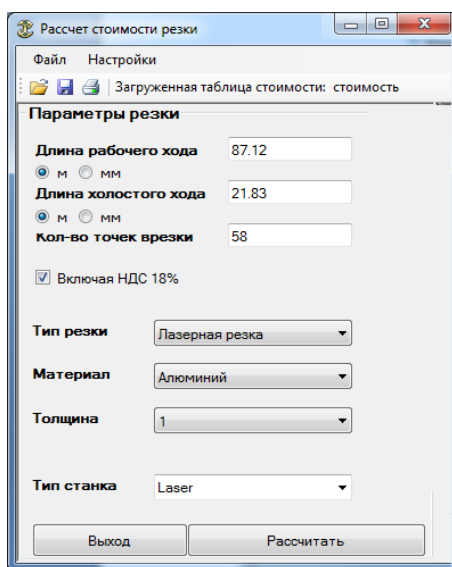 Рассчет стоимости резки
Файл Настройки
Загруженная таблица стоимости: стоимость
Параметры резки
Длина рабочего хода 87.12
м мм
Длина холостого хода 21.83
м мм
Кол-во точек врезки 58
Включая НДС 18%
Тип резки Лазерная резка
Материал Алюминий
Толщина 1
Тип станка Laser
Выход Рассчитать